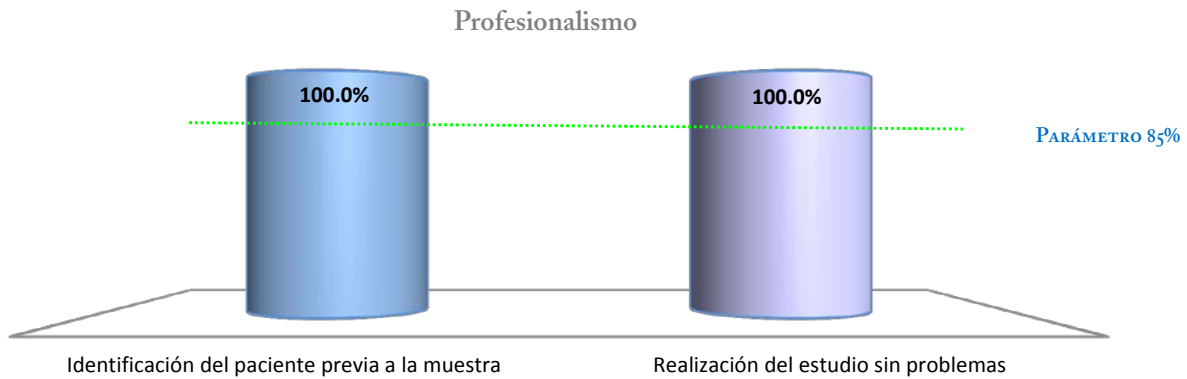 Profesionalismo
100.0%
100.0%
PARÁMETRO 85%
Identificación del paciente previa a la muestra
Realización del estudio sin problemas